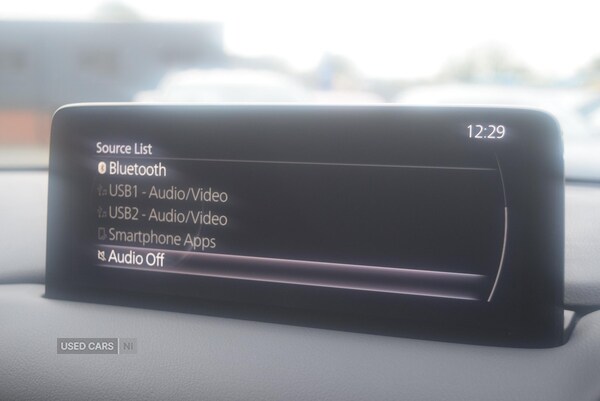 12:29
Source List
Bluetooth
USB1 - Audio/Video
USB2 - Audio/Video
Smartphone Apps
Audio Off
USED CARS NI